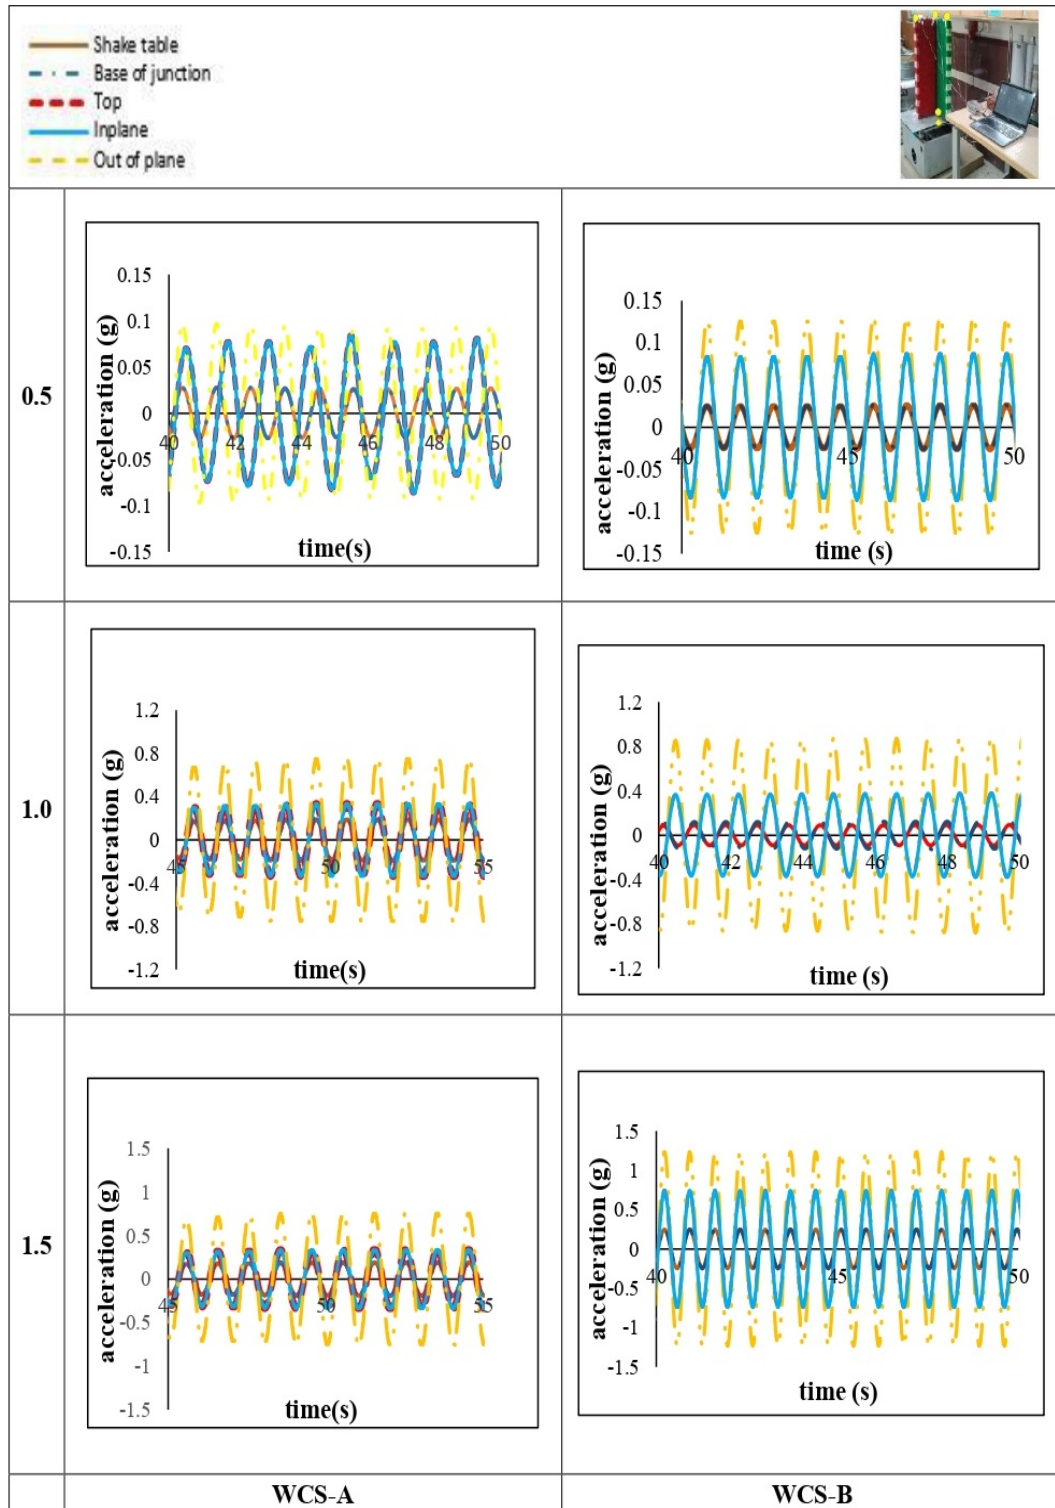 Shake table
Base of junction
Top
Inplane
Out of plane
0.5
0.15
0.1
0.05
0
-0.05
-0.1
-0.15
acceleration (g)
40 42 44 46 48 50
time(s)
0.15
0.1
0.05
0
-0.05
-0.1
-0.15
acceleration (g)
40 45 50
time (s)
1.0
1.2
0.8
0.4
0
-0.4
-0.8
-1.2
acceleration (g)
45 50 55
time(s)
1.2
0.8
0.4
0
-0.4
-0.8
-1.2
acceleration (g)
40 42 44 46 48 50
time (s)
1.5
1.5
1
0.5
0
-0.5
-1
-1.5
acceleration (g)
45 50 55
time(s)
1.5
1
0.5
0
-0.5
-1
-1.5
acceleration (g)
40 45 50
time (s)
WCS-A WCS-B